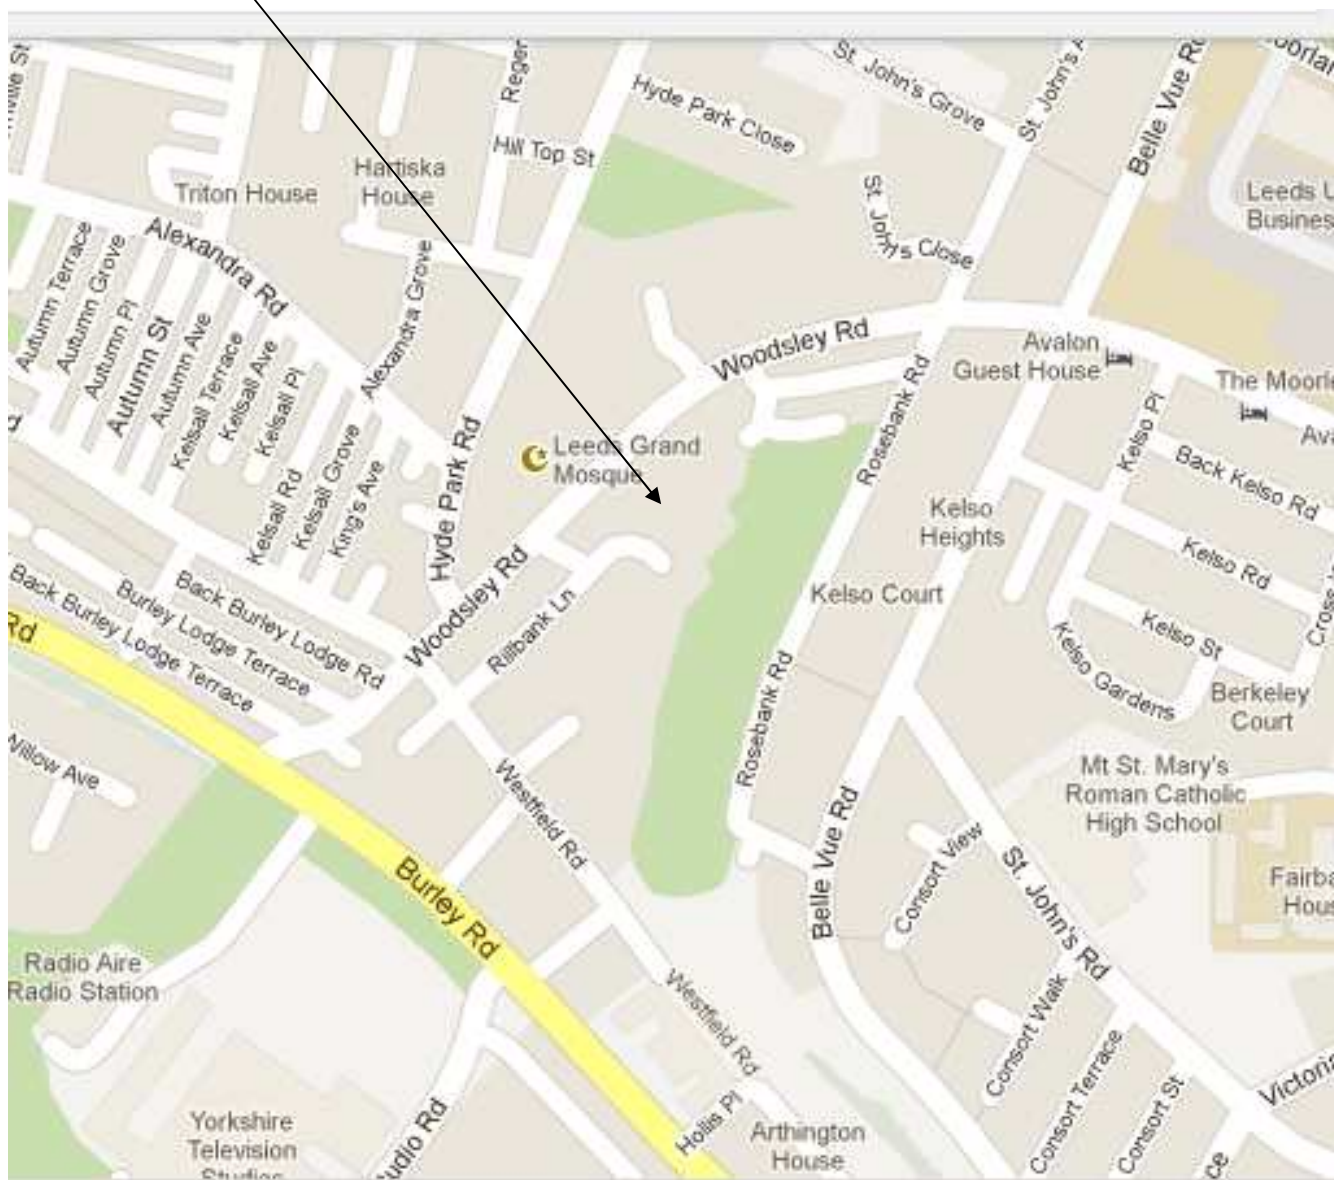 St. John's Grove
Belle Vue Rd
Hyde Park Close
Hill Top St
Hartiska
House
Triton House
Leeds
Alexandra Rd
St. John's Close
Autumn Terrace
Autumn Grove
Autumn Pl
Autumn St
Autumn Ave
Kelsall Terrace
Kelsall Ave
Kelsall Pl
Kelsall Rd
Kelsall Grove
King's Ave
Alexandra Grove
Hyde Park Rd
Woodsley Rd
Rosebank Rd
Avalon
Guest House
Kelso Pl
Leeds Grand
Mosque
Back Kelso Rd
Kelso
Heights
Kelso Rd
Kelso Court
Kelso St
Kelso Gardens
Berkeley
Court
Back Burley Lodge Rd
Burley Lodge Terrace
Back Burley Lodge Terrace
Rd
Woodsley Rd
Rillbank Ln
Rosebank Rd
Willow Ave
Westfield Rd
Mt St. Mary's
Roman Catholic
High School
Belle Vue Rd
Consort View
St. John's Rd
Burley Rd
Radio Aire
Radio Station
Westfield Rd
Consort Walk
Consort Terrace
Consort St
Hollis Pl
Yorkshire
Television
Arthington
House